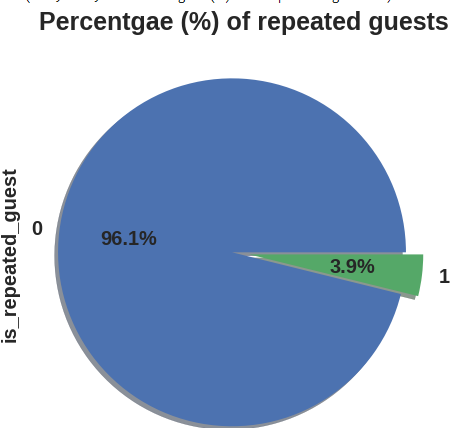 Percentgae (%) of repeated guests
is_repeated_guest
0
96.1%
3.9%
1